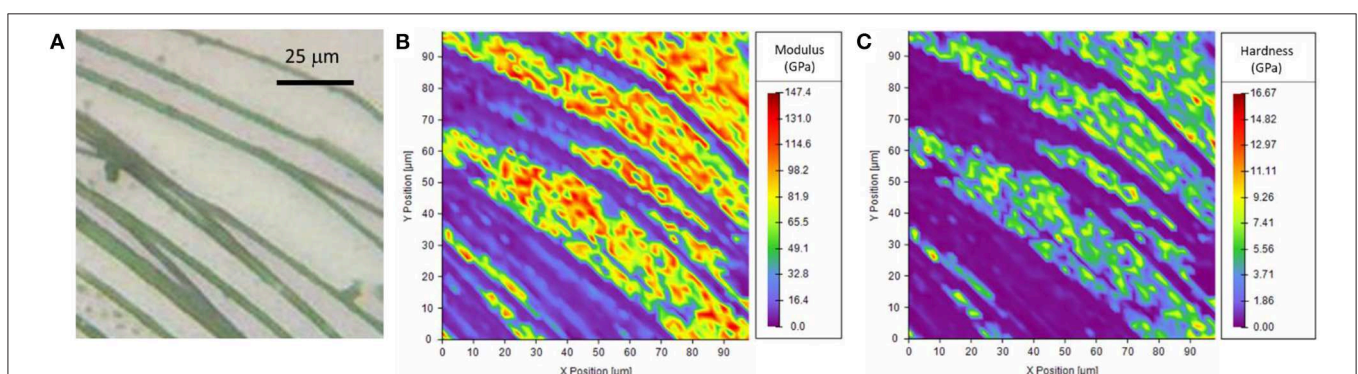 A
25 μm
B
Y Position [µm]
90
80
70
60
50
40
30
20
10
0
0 10 20 30 40 50 60 70 80 90
X Position [µm]
Modulus
(GPa)
147.4
131.0
114.6
98.2
81.9
65.5
49.1
32.8
16.4
0.0
C
Y Position [µm]
90
80
70
60
50
40
30
20
10
0
0 10 20 30 40 50 60 70 80 90
X Position [µm]
Hardness
(GPa)
16.67
14.82
12.97
11.11
9.26
7.41
5.56
3.71
1.86
0.00